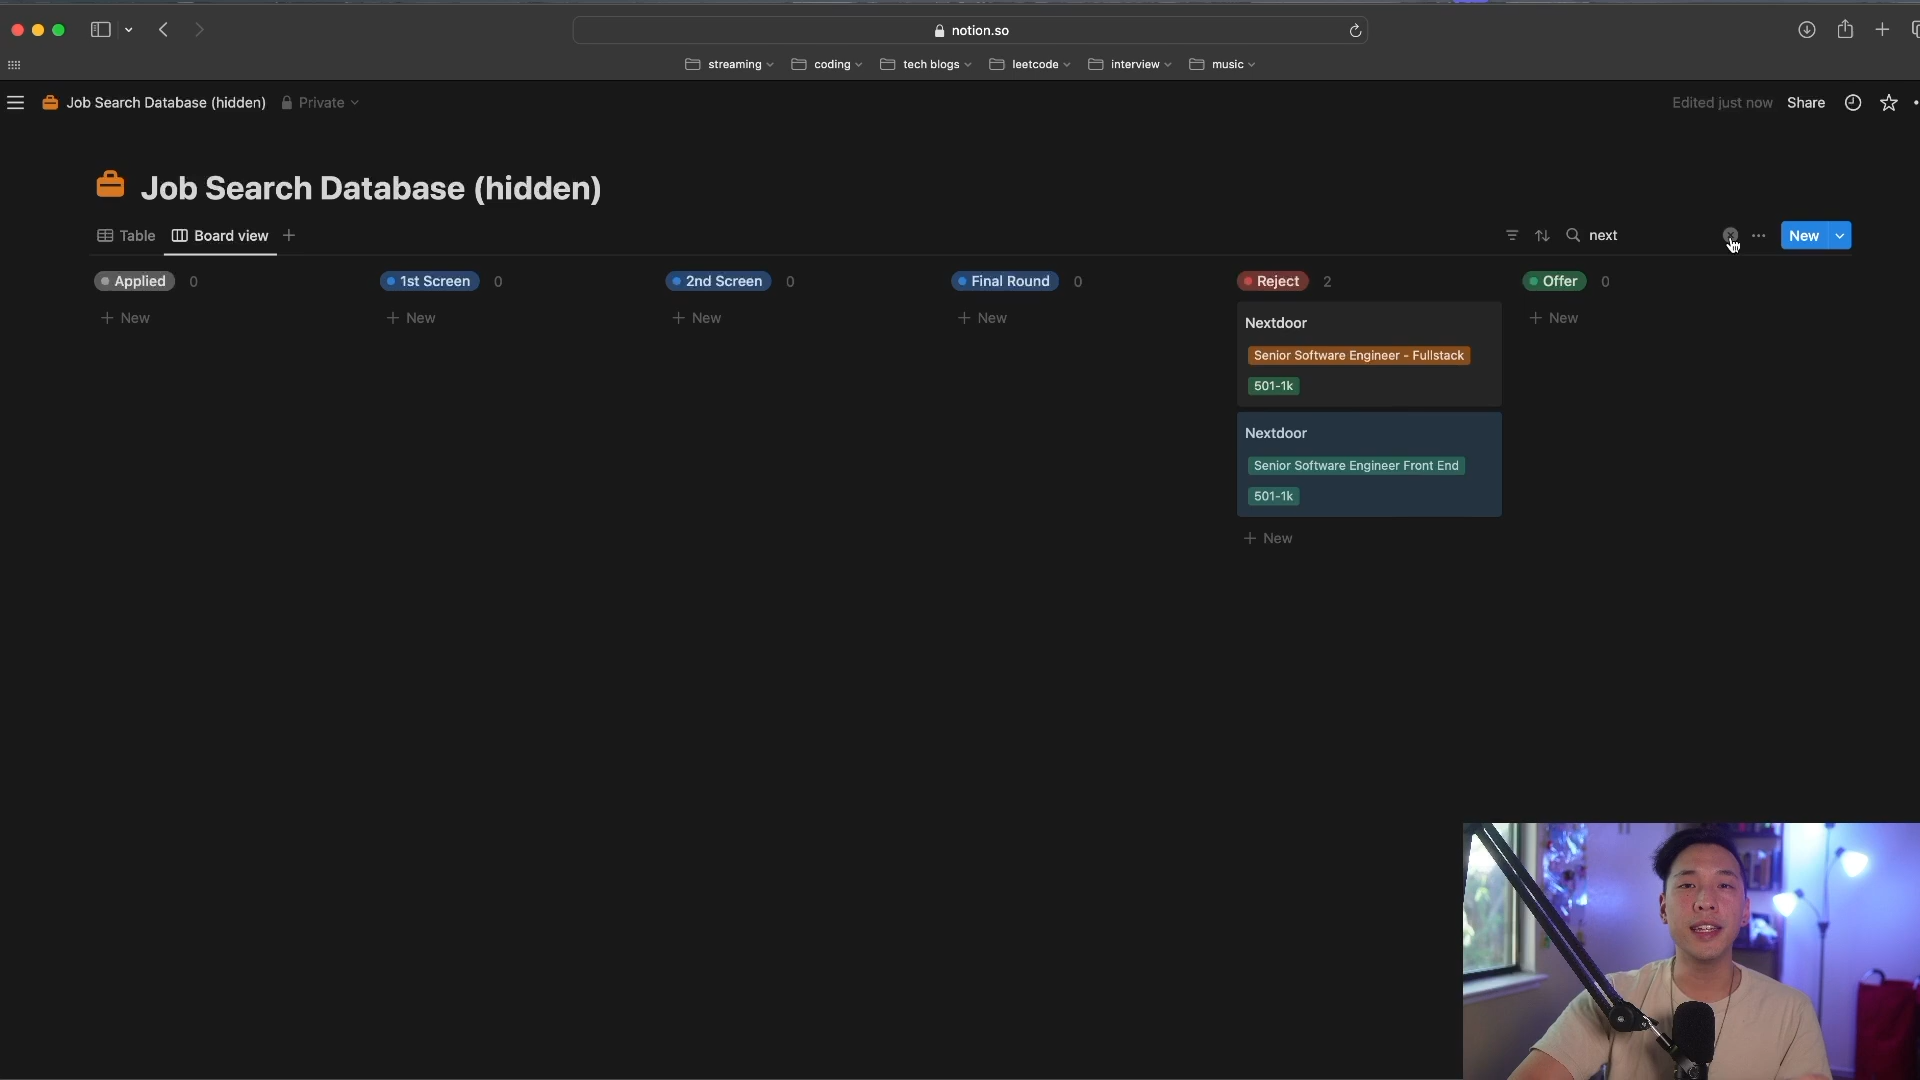 notion.so
streaming
coding
tech blogs
leetcode
interview
music
Job Search Database (hidden)
Private
Edited just now
Share
Job Search Database (hidden)
Table
Board view
next
New
Applied 0
1st Screen 0
2nd Screen 0
Final Round 0
Reject 2
Offer 0
+ New
+ New
+ New
+ New
Nextdoor
Senior Software Engineer - Fullstack
501-1k
Nextdoor
Senior Software Engineer Front End
501-1k
+ New
+ New